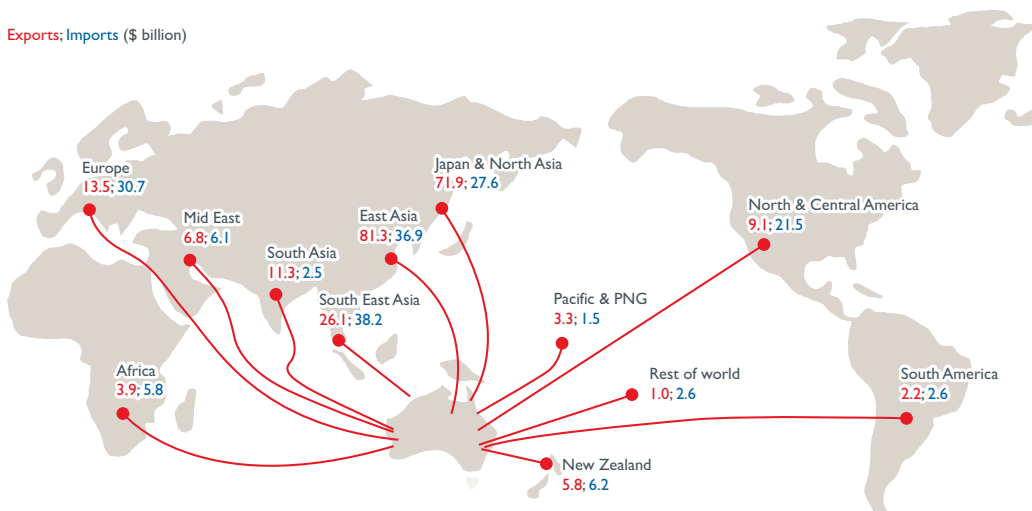 Exports; Imports ($ billion)
Europe
13.5; 30.7
Mid East
6.8; 6.1
South Asia
11.3; 2.5
South East Asia
26.1; 38.2
East Asia
81.3; 36.9
Japan & North Asia
71.9; 27.6
North & Central America
9.1; 21.5
Pacific & PNG
3.3; 1.5
Rest of world
1.0; 2.6
South America
2.2; 2.6
Africa
3.9; 5.8
New Zealand
5.8; 6.2